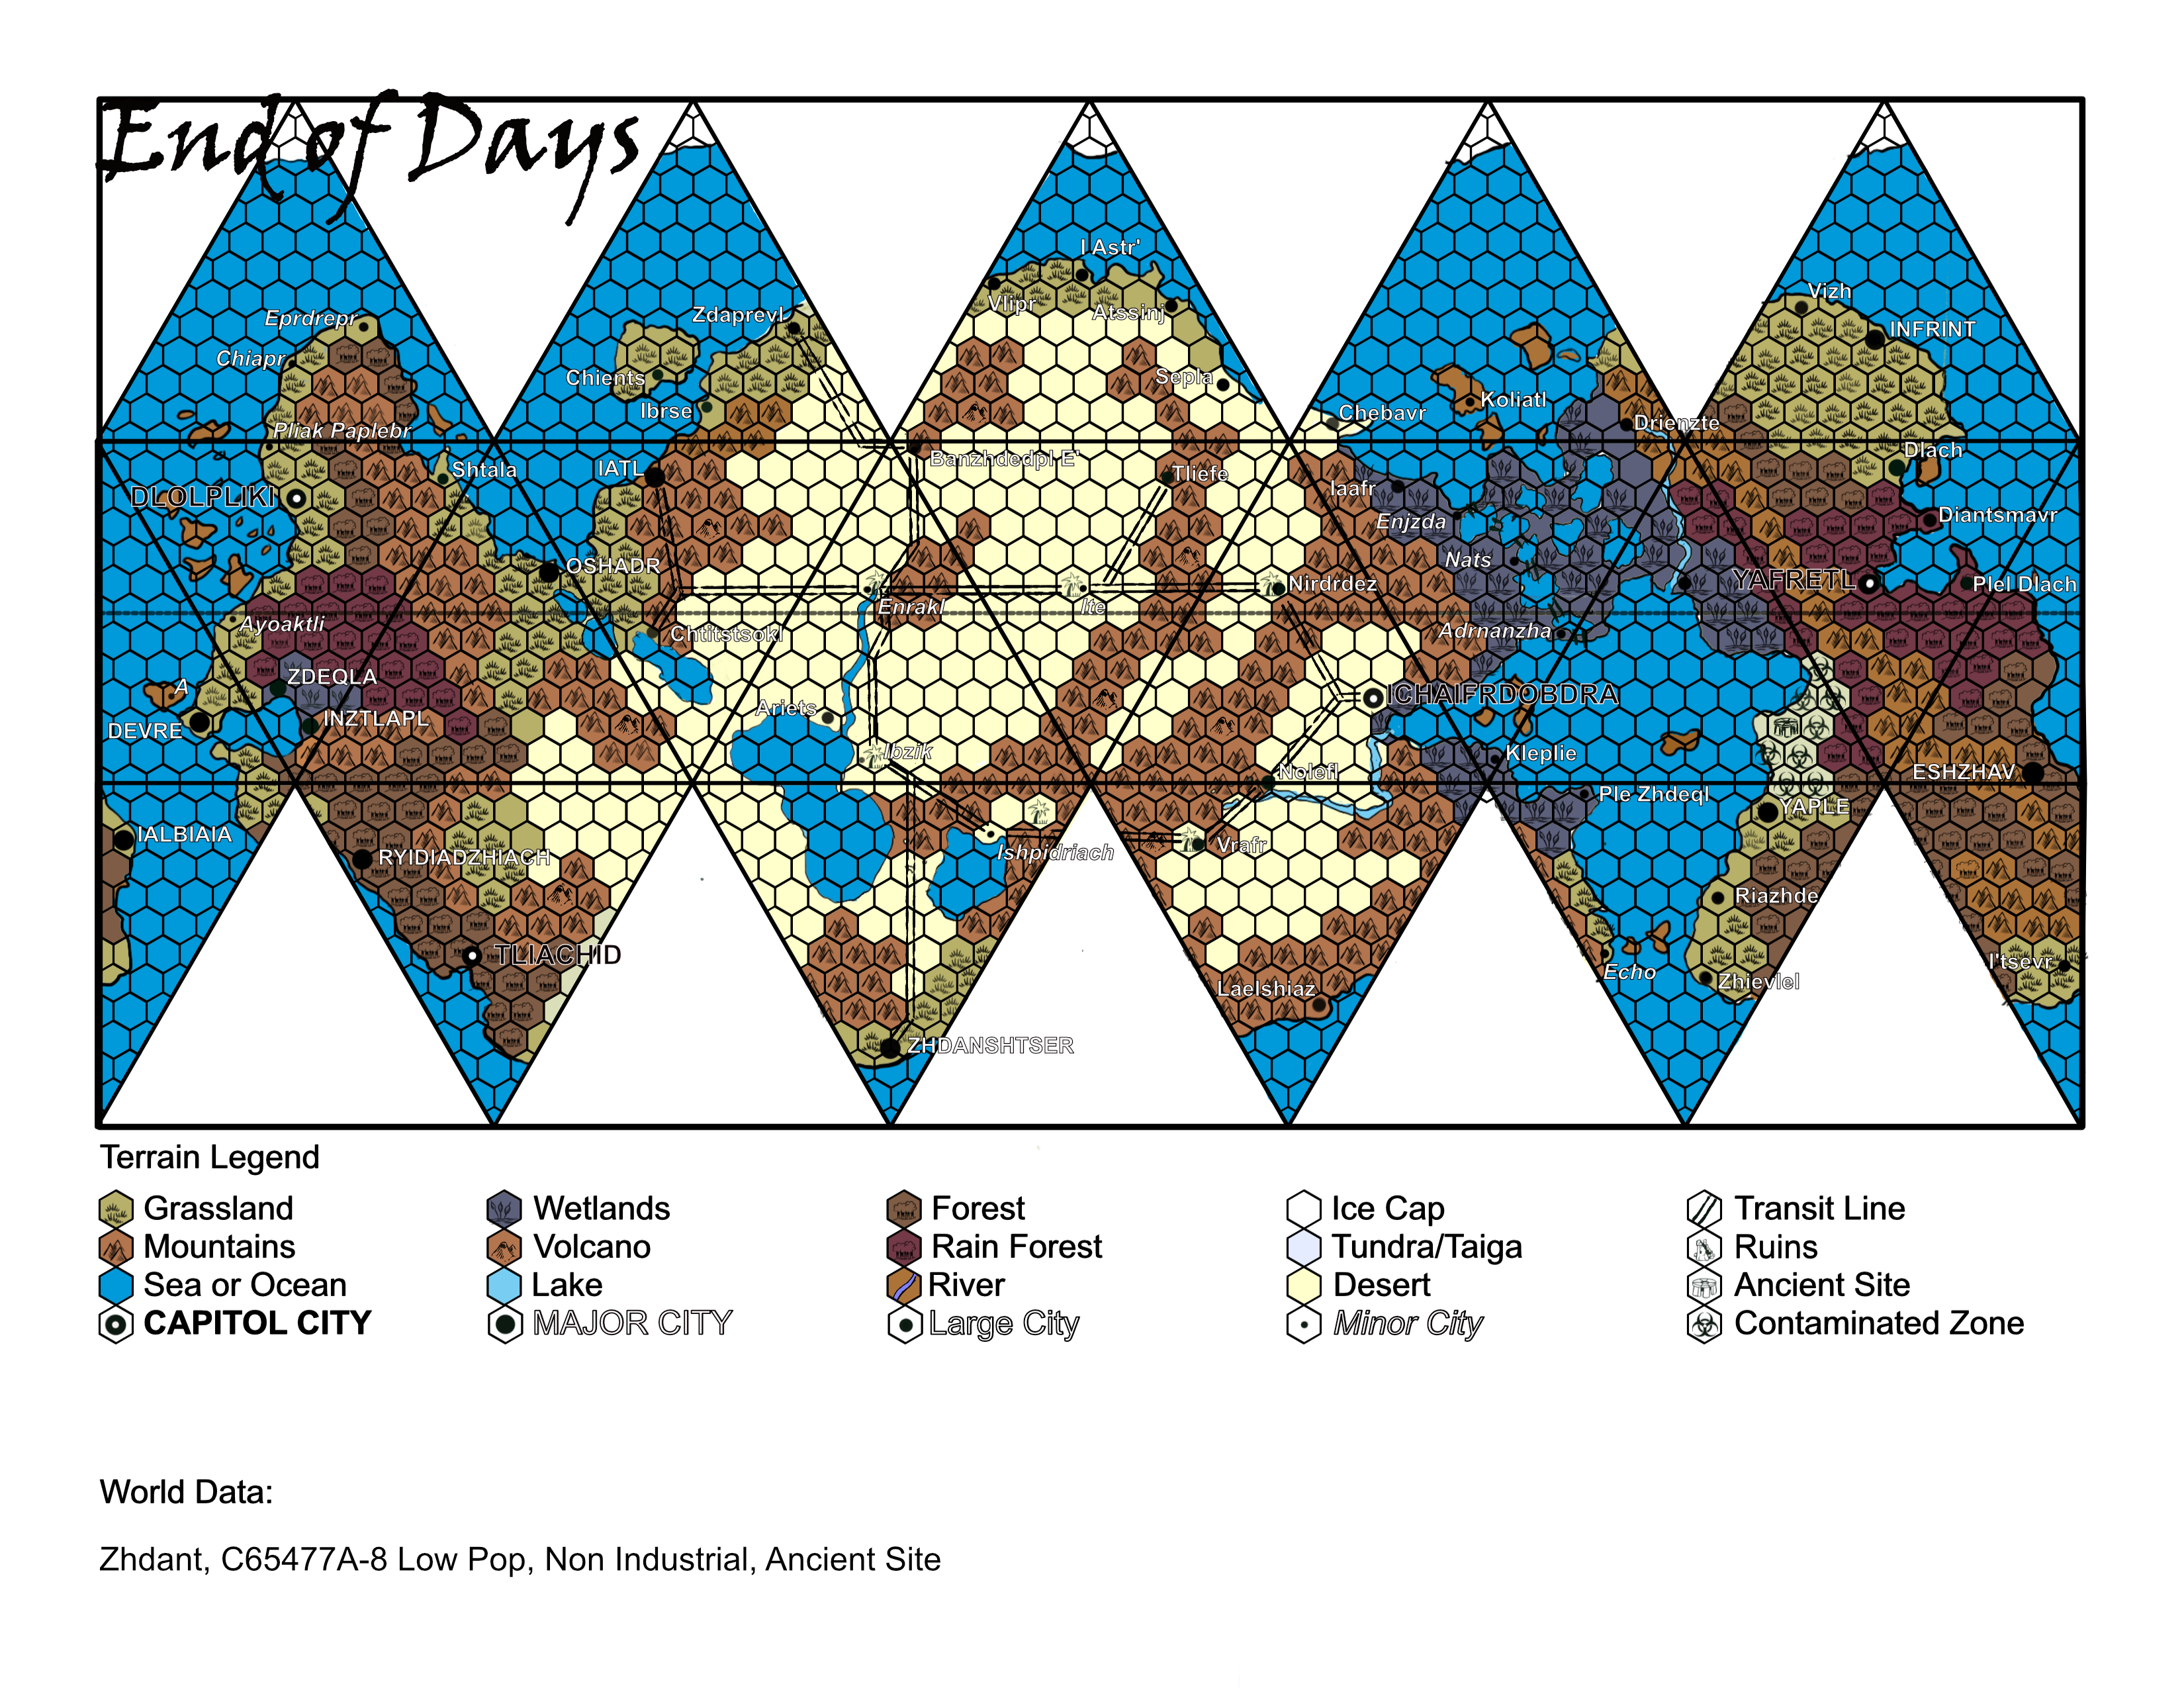 End of Days
I Astr'
Vlipr
Atssinj
Zdaprevl
Eprdrepr
Vizh
INFRINT
Chiapr
Chients
Sepla
Ibrse
Koliatl
Chebavr
Drienzte
Pliak Paplebr
Banzhdedpl E'
Dlach
Shtala
IATL
Tliefe
Iaafr
DLOLPLIKI
Enjzda
Diantsmavr
OSHADR
Nats
YAFRETL
Nirdrdez
Plel Dlach
Enrakl
Ite
Ayoaktli
Chtitstsokl
Adrnanzha
ZDEQLA
A
ICHAIFRDOBDRA
Ariets
INZTLAPL
DEVRE
Ibzik
Kleplie
Nolefl
ESHZHAV
Ple Zhdeql
YAPLE
IALBIAIA
Vrafr
Ishpidriach
RYIDIADZHIACH
Riazhde
TLIACHID
I'tsevr
Echo
Zhievlel
Laelshiaz
ZHDANSHTSER
Terrain Legend
Grassland
Wetlands
Forest
Ice Cap
Transit Line
Mountains
Volcano
Rain Forest
Tundra/Taiga
Ruins
Sea or Ocean
Lake
River
Desert
Ancient Site
CAPITOL CITY
MAJOR CITY
Large City
Minor City
Contaminated Zone
World Data:
Zhdant, C65477A-8 Low Pop, Non Industrial, Ancient Site